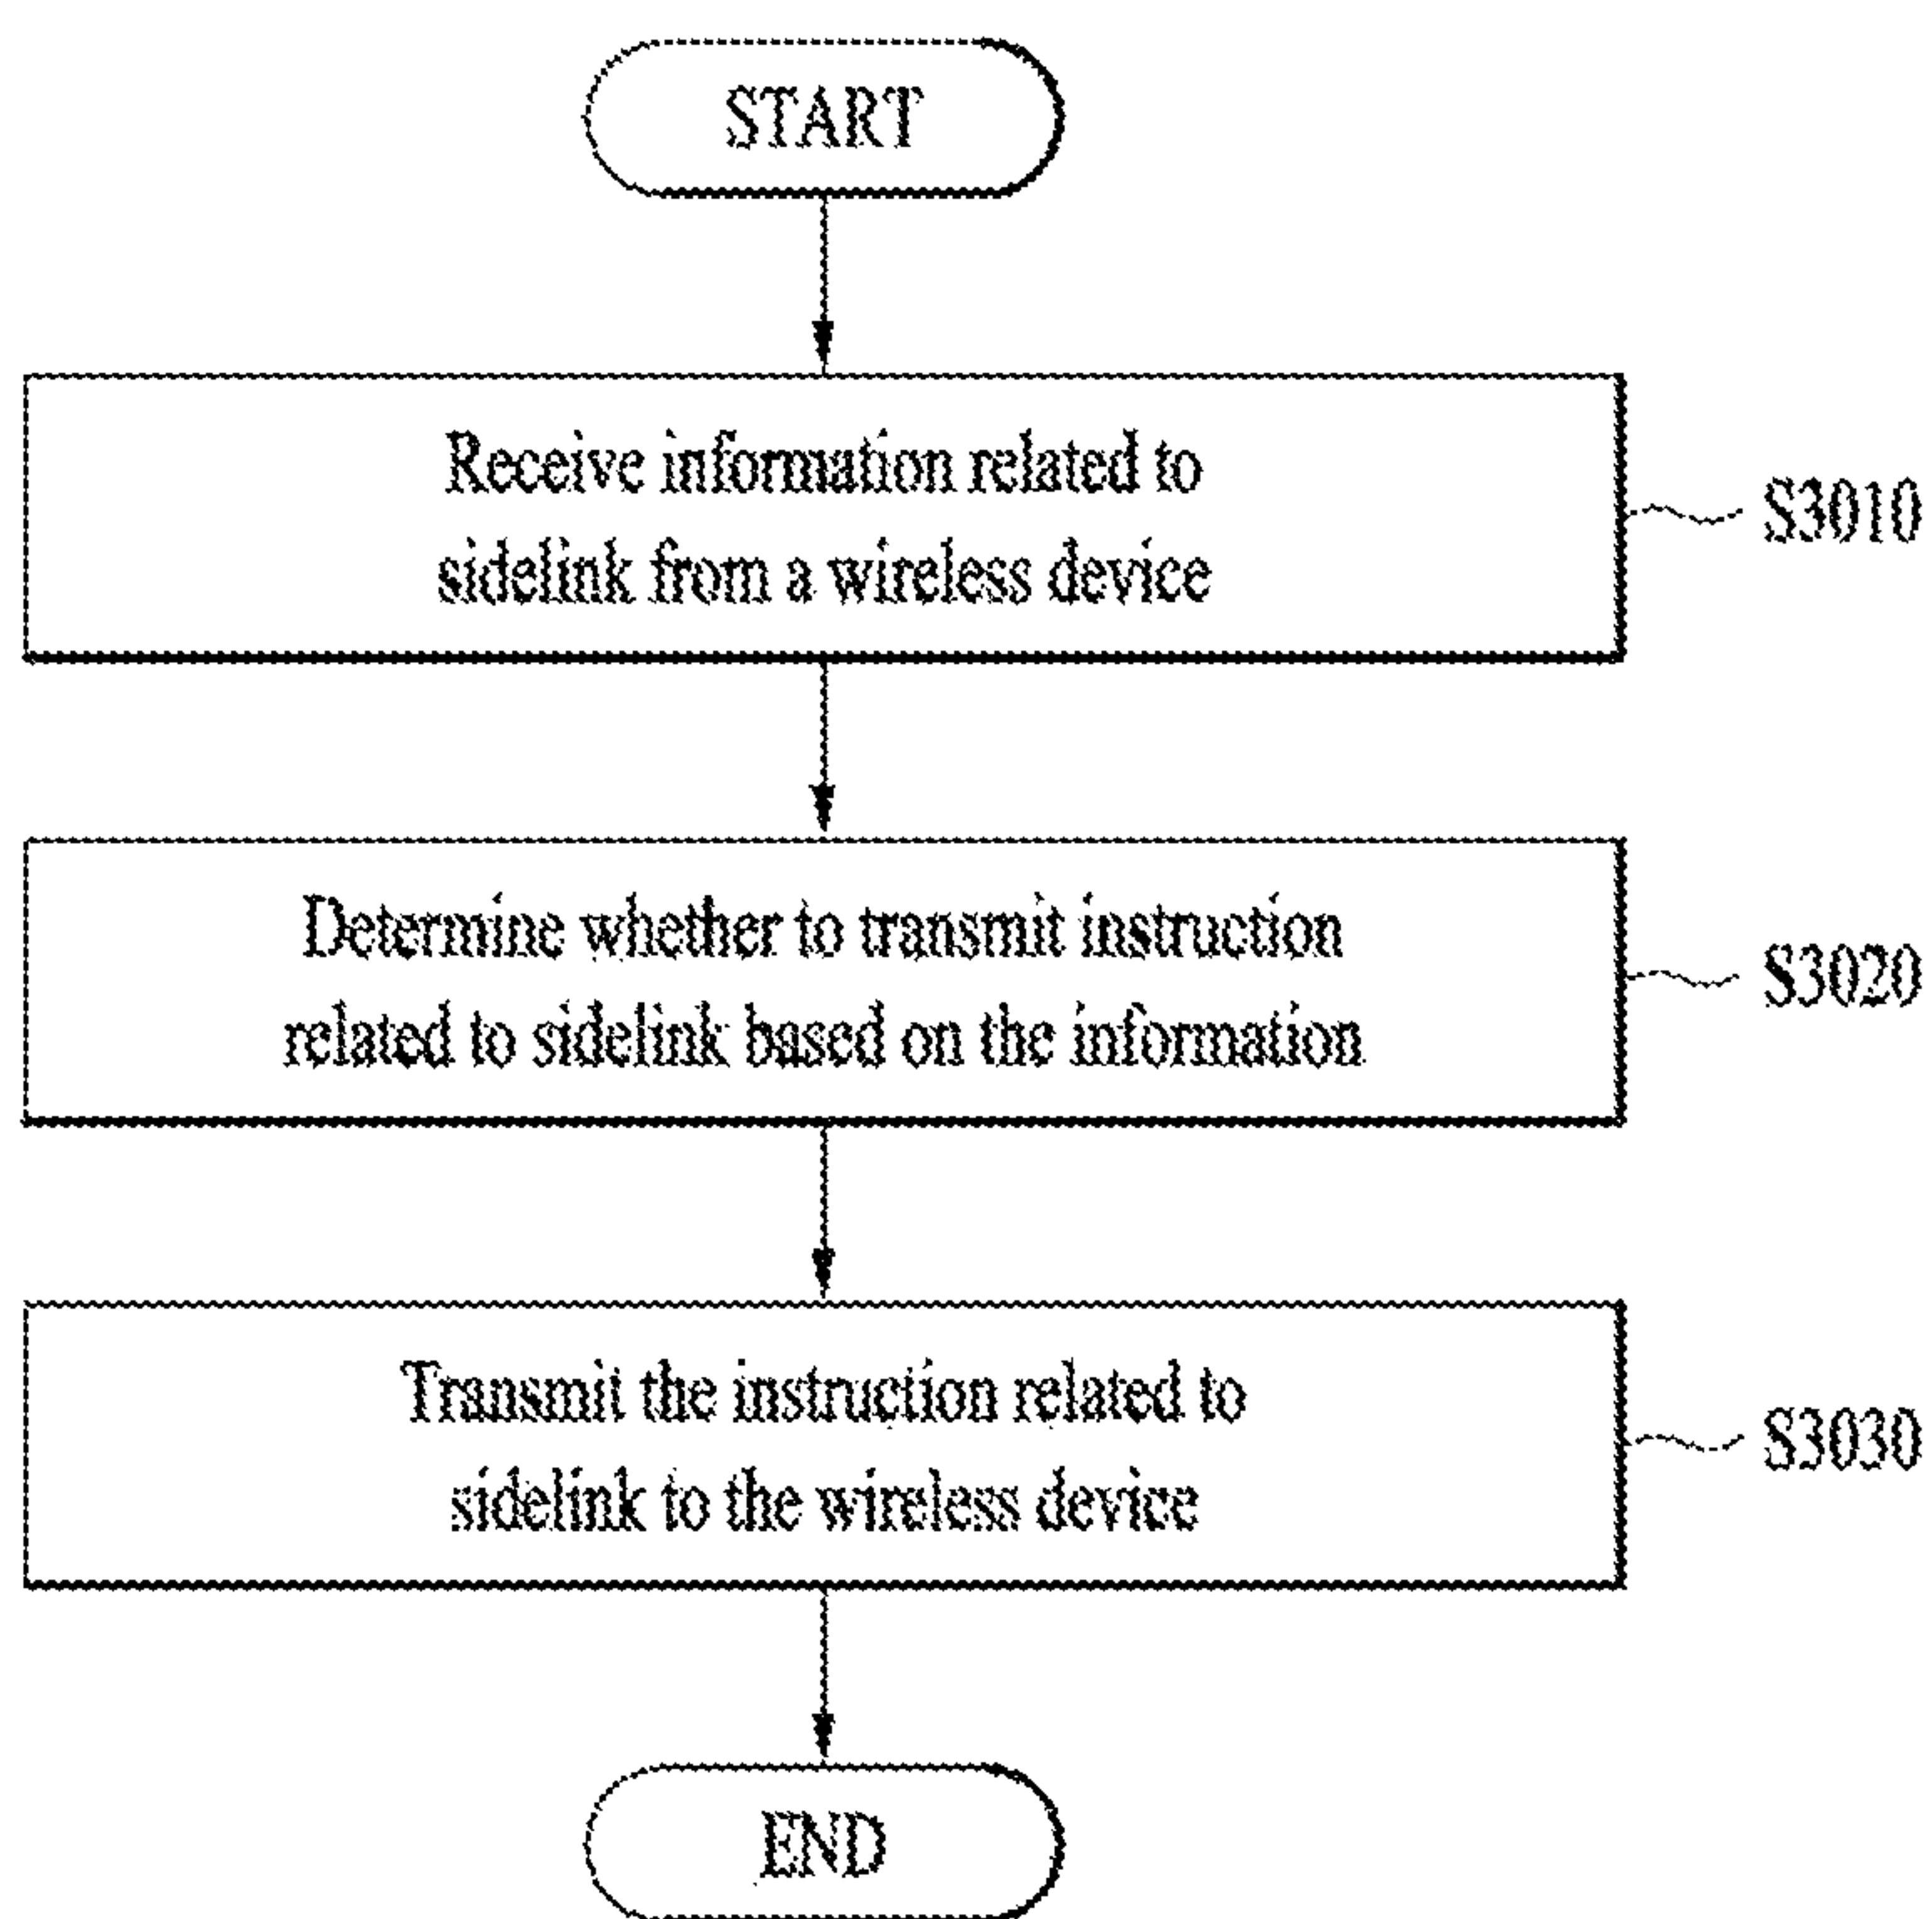 START
Receive information related to
sidelink from a wireless device
S3010
Determine whether to transmit instruction
related to sidelink based on the information
S3020
Transmit the instruction related to
sidelink to the wireless device
S3030
END